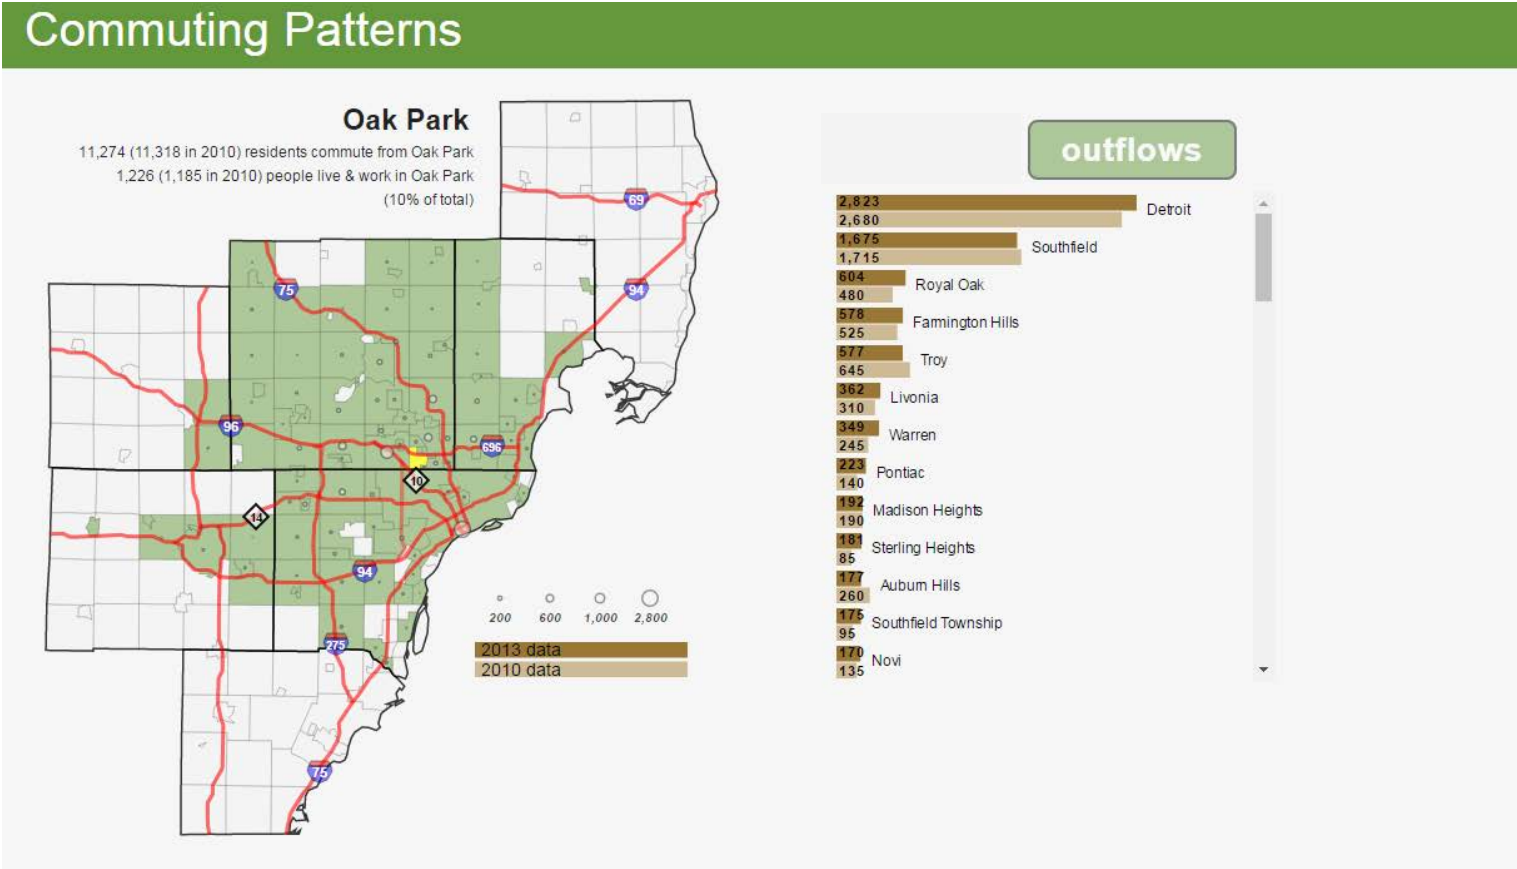 Commuting Patterns
Oak Park
11,274 (11,318 in 2010) residents commute from Oak Park
1,226 (1,185 in 2010) people live & work in Oak Park
(10% of total)
69
75
94
96
696
10
14
94
275
75
200 600 1,000 2,800
2013 data
2010 data
outflows
2,823
Detroit
2,680
1,675
Southfield
1,715
604
Royal Oak
480
578
Farmington Hills
525
577
Troy
645
362
Livonia
310
349
Warren
245
223
Pontiac
140
192
Madison Heights
190
181
Sterling Heights
85
177
Auburn Hills
260
175
Southfield Township
95
170
Novi
135